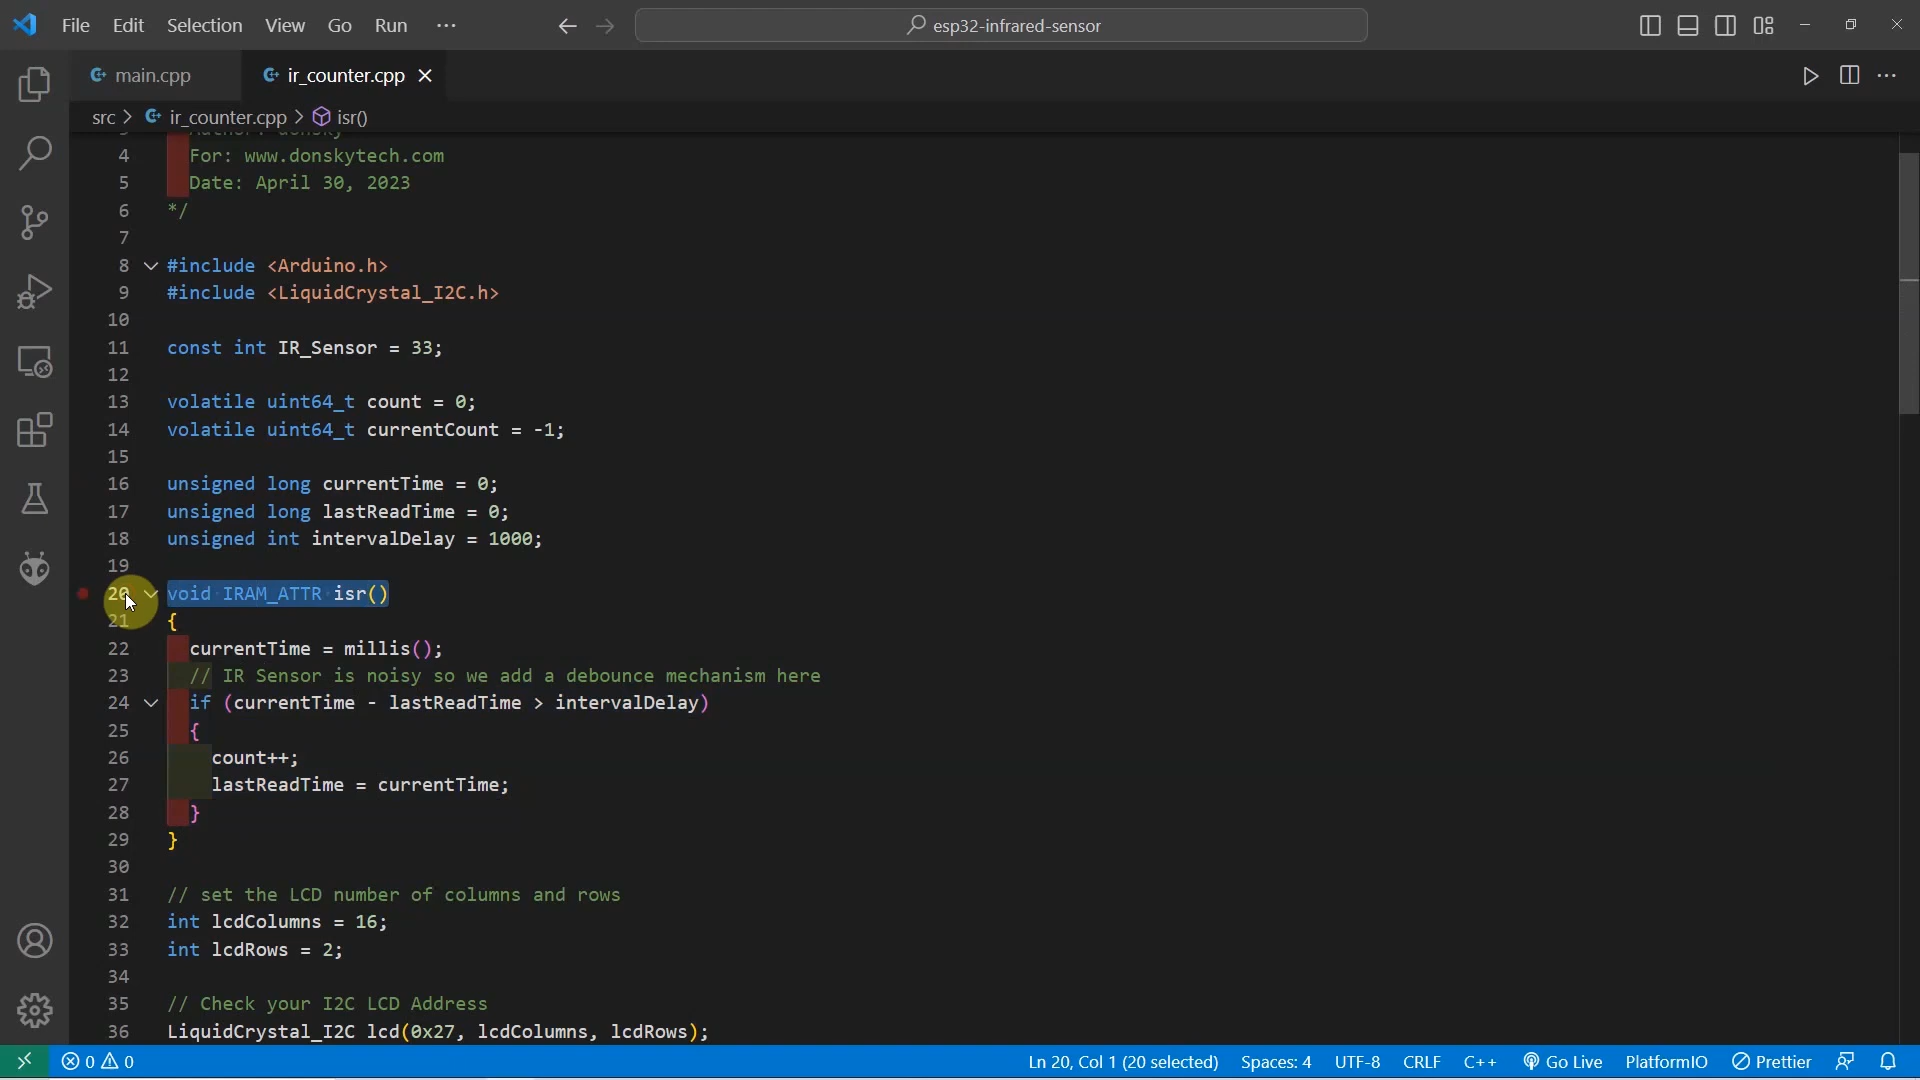 File Edit Selection View Go Run ··· esp32-infrared-sensor
main.cpp ir_counter.cpp
src > ir_counter.cpp > isr()
3 Author: donsky
4 For: www.donskytech.com
5 Date: April 30, 2023
6 */
7
8 #include <Arduino.h>
9 #include <LiquidCrystal_I2C.h>
10
11 const int IR_Sensor = 33;
12
13 volatile uint64_t count = 0;
14 volatile uint64_t currentCount = -1;
15
16 unsigned long currentTime = 0;
17 unsigned long lastReadTime = 0;
18 unsigned int intervalDelay = 1000;
19
20 void IRAM_ATTR isr()
21 {
22 currentTime = millis();
23 // IR Sensor is noisy so we add a debounce mechanism here
24 if (currentTime - lastReadTime > intervalDelay)
25 {
26 count++;
27 lastReadTime = currentTime;
28 }
29 }
30
31 // set the LCD number of columns and rows
32 int lcdColumns = 16;
33 int lcdRows = 2;
34
35 // Check your I2C LCD Address
36 LiquidCrystal_I2C lcd(0x27, lcdColumns, lcdRows);
0 0 Ln 20, Col 1 (20 selected) Spaces: 4 UTF-8 CRLF C++ Go Live PlatformIO Prettier